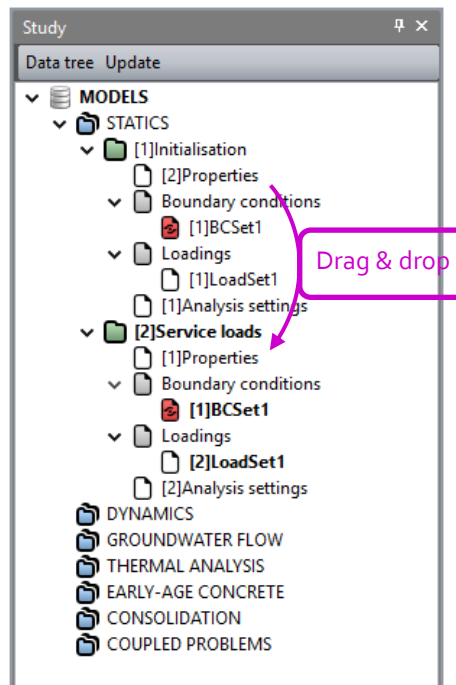 Study
Data tree Update
MODELS
STATICS
[1]Initialisation
[2]Properties
Boundary conditions
[1]BCSet1
Loadings
Drag & drop
[1]LoadSet1
[1]Analysis settings
[2]Service loads
[1]Properties
Boundary conditions
[1]BCSet1
Loadings
[2]LoadSet1
[2]Analysis settings
DYNAMICS
GROUNDWATER FLOW
THERMAL ANALYSIS
EARLY-AGE CONCRETE
CONSOLIDATION
COUPLED PROBLEMS